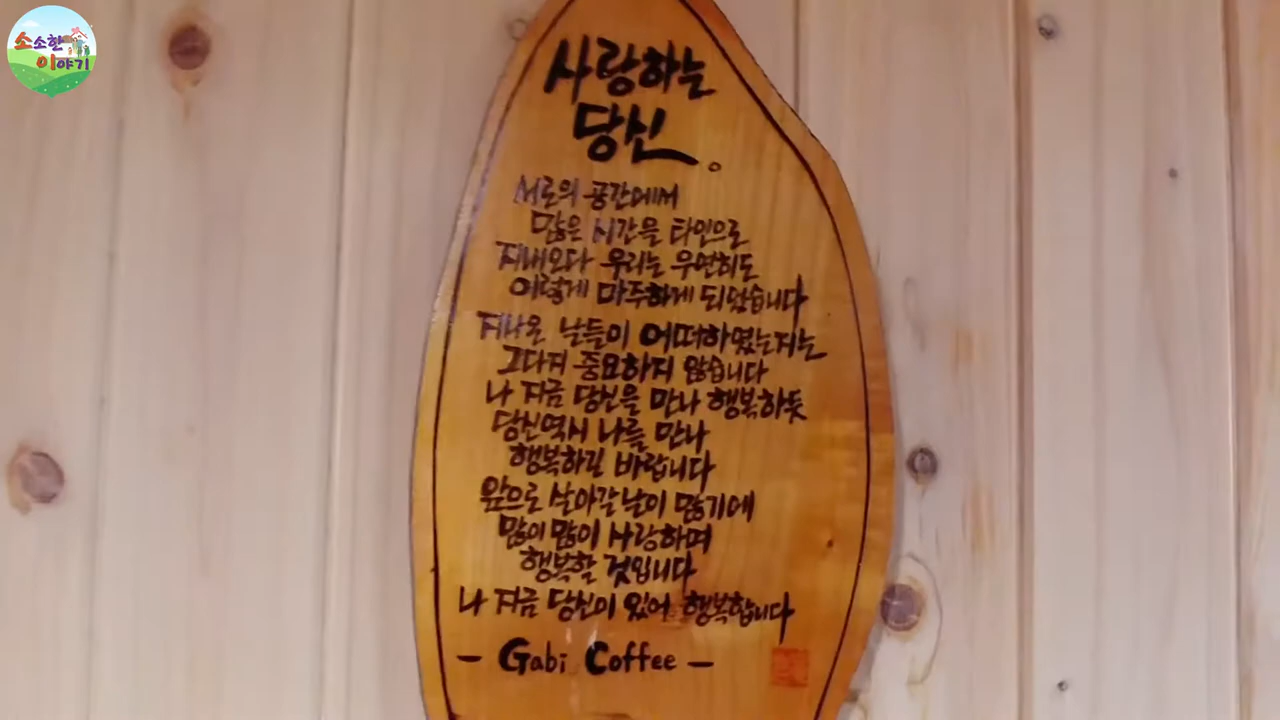 소소한
이야기
사랑하는
당신。
서로의 공간에서
많은 시간을 타인으로
지내오다 우리는 우연히도
이렇게 마주하게 되었습니다
지나온 날들이 어떠하였는지는
그다지 중요하지 않습니다
나 지금 당신을 만나 행복하듯
당신역시 나를 만나
행복하길 바랍니다
앞으로 살아갈 날이 많기에
많이 많이 사랑하며
행복할 것입니다
나 지금 당신이 있어 행복합니다
- Gabi Coffee -